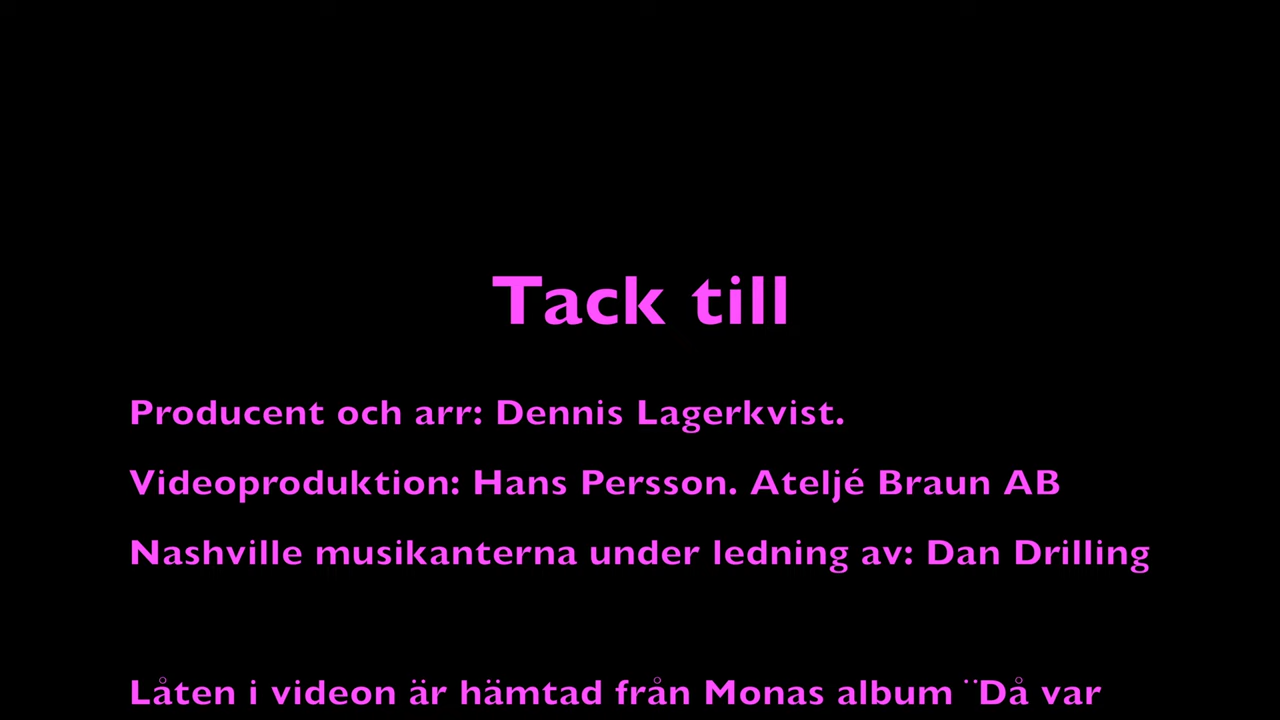 Tack till
Producent och arr: Dennis Lagerkvist.
Videoproduktion: Hans Persson. Ateljé Braun AB
Nashville musikanterna under ledning av: Dan Drilling
Låten i videon är hämtad från Monas album ¨Då var